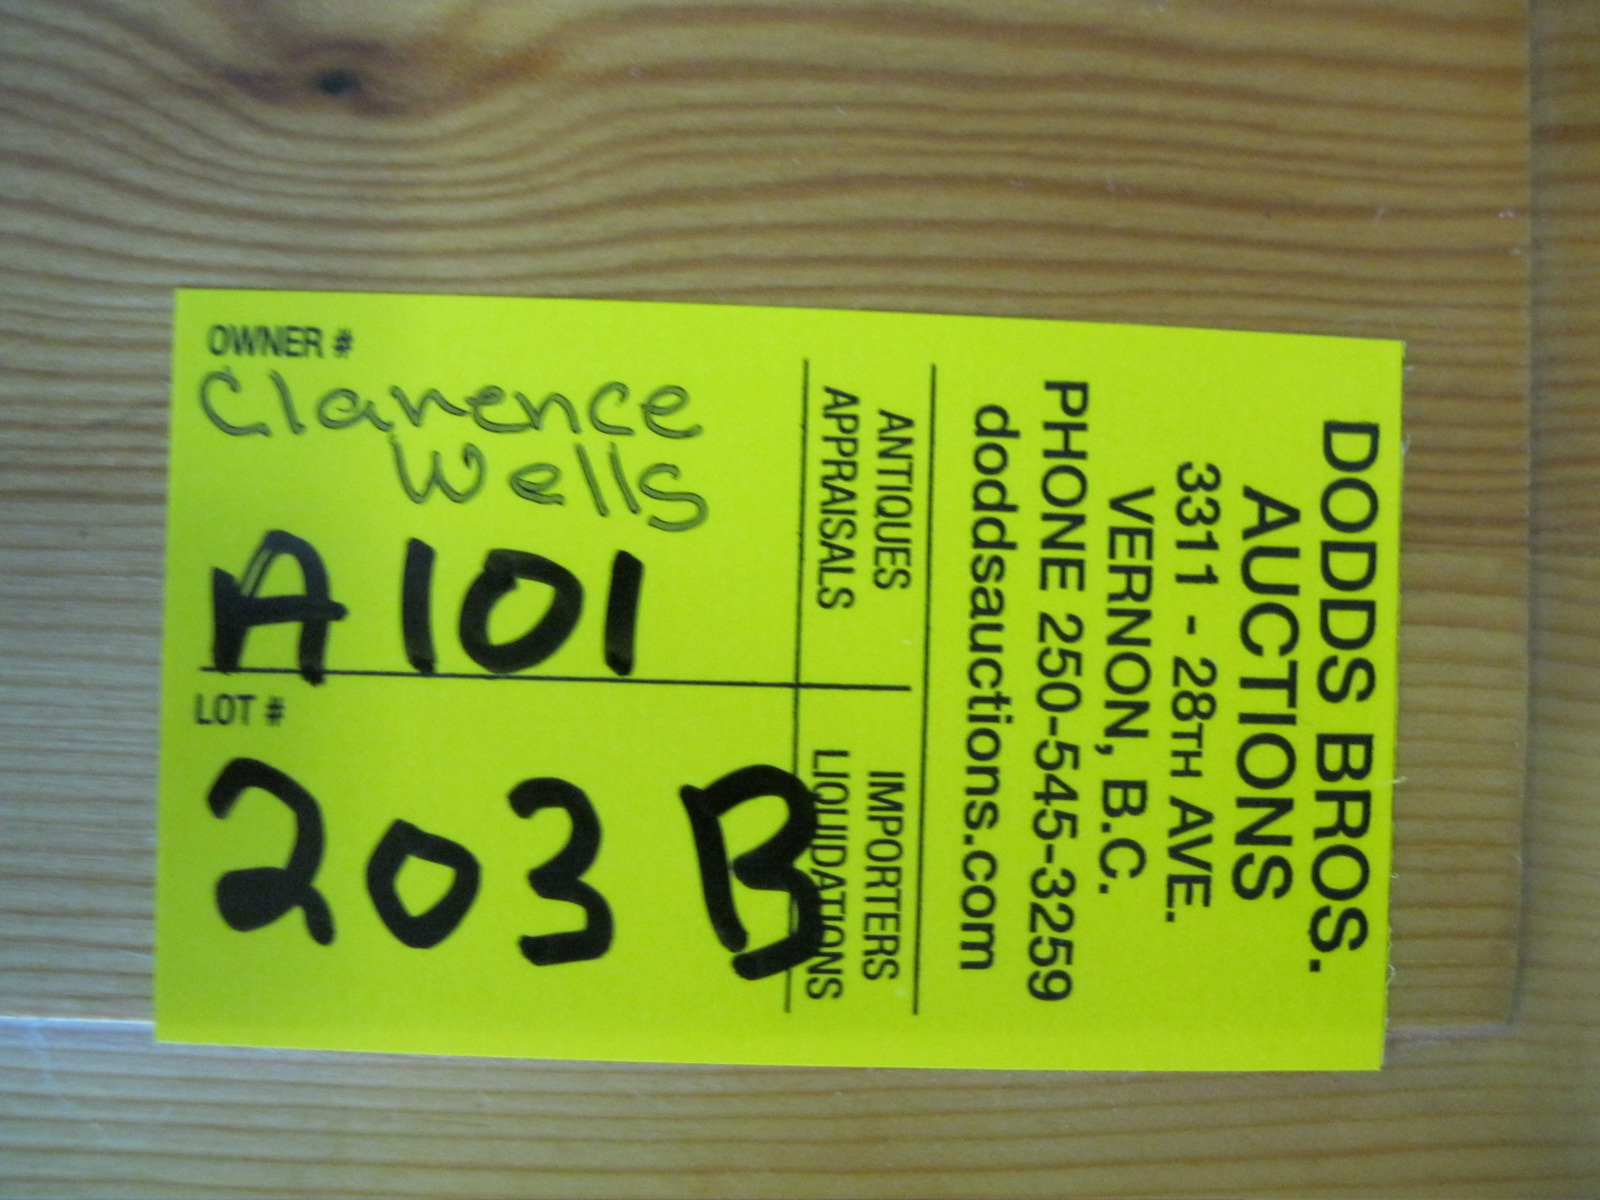 DODDS BROS.
AUCTIONS
3311 - 28TH AVE.
VERNON, B.C.
PHONE 250-545-3259
doddsauctions.com
ANTIQUES
APPRAISALS
IMPORTERS
LIQUIDATIONS
OWNER #
Clarence
Wells
A101
LOT #
203 B